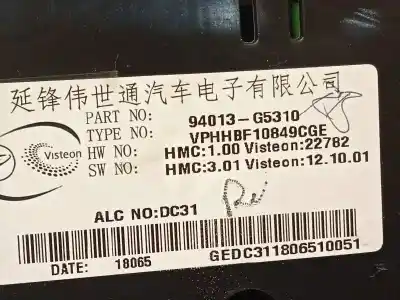 延锋伟世通汽车电子有限公司
PART NO: 94013-G5310
TYPE NO: VPHHBF10849CGE
HW NO: HMC:1.00 Visteon:22782
SW NO: HMC:3.01 Visteon:12.10.01
Visteon
ALC NO:DC31
GEDC311806510051
DATE: 18065